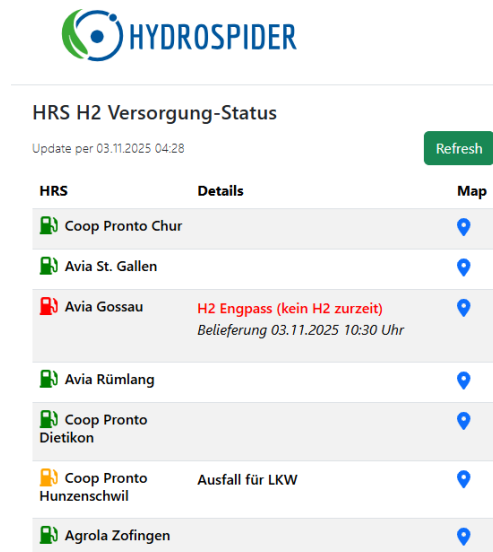 HYDROSPIDER
HRS H2 Versorgung-Status
Update per 03.11.2025 04:28
Refresh
HRS Details Map
Coop Pronto Chur
Avia St. Gallen
Avia Gossau H2 Engpass (kein H2 zurzeit)
Belieferung 03.11.2025 10:30 Uhr
Avia Rümlang
Coop Pronto
Dietikon
Coop Pronto Ausfall für LKW
Hunzenschwil
Agrola Zofingen